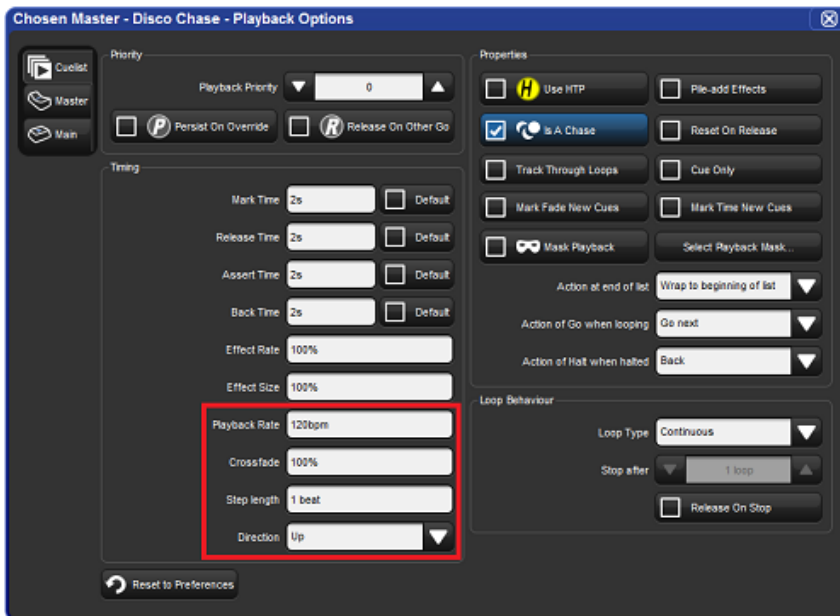 Chosen Master - Disco Chase - Playback Options
Cuelist
Master
Main
Priority
Playback Priority 0
P Persist On Override R Release On Other Go
Timing
Mark Time 2s Default
Release Time 2s Default
Assert Time 2s Default
Back Time 2s Default
Effect Rate 100%
Effect Size 100%
Playback Rate 120bpm
Crossfade 100%
Step length 1 beat
Direction Up
Reset to Preferences
Properties
H Use HTP Pile-add Effects
Is A Chase Reset On Release
Track Through Loops Cue Only
Mark Fade New Cues Mark Time New Cues
Mask Playback Select Playback Mask...
Action at end of list Wrap to beginning of list
Action of Go when looping Go next
Action of Halt when halted Back
Loop Behaviour
Loop Type Continuous
Stop after 1 loop
Release On Stop